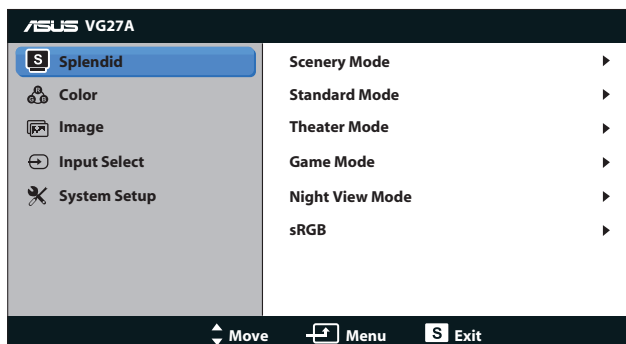 ASUS VG27A
S Splendid
R G B Color
Image
Input Select
System Setup
Scenery Mode
Standard Mode
Theater Mode
Game Mode
Night View Mode
sRGB
Move Menu S Exit